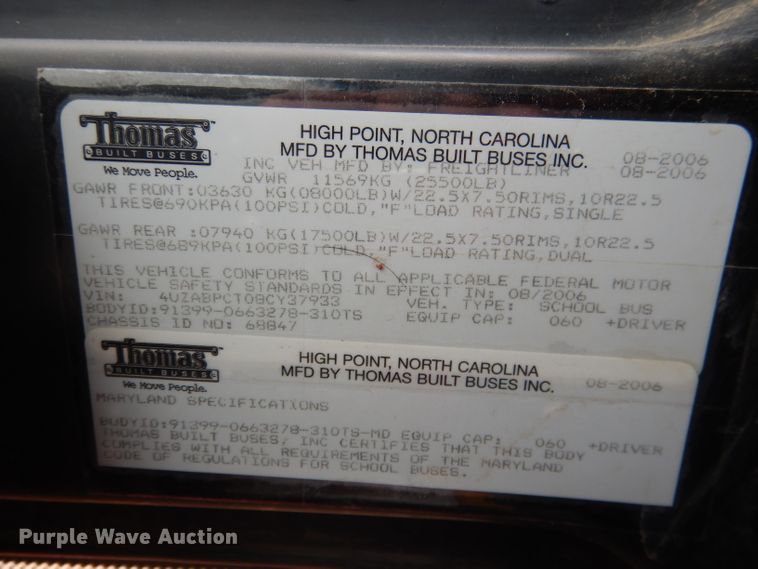 Thomas
BUILT BUSES
We Move People.
HIGH POINT, NORTH CAROLINA
MFD BY THOMAS BUILT BUSES INC. 08-2006
INC VEH MFD BY: FREIGHTLINER 08-2006
GVWR 11569KG (25500LB)
GAWR FRONT:03630 KG(08000LB)W/22.5X7.50RIMS,10R22.5
TIRES@690KPA(100PSI)COLD,"F"LOAD RATING,SINGLE
GAWR REAR :07940 KG(17500LB)W/22.5X7.50RIMS,10R22.5
TIRES@689KPA(100PSI)COLD,"F"LOAD RATING,DUAL
THIS VEHICLE CONFORMS TO ALL APPLICABLE FEDERAL MOTOR
VEHICLE SAFETY STANDARDS IN EFFECT IN: 08/2006
VIN: 4UZABPCT08CY37933 VEH. TYPE: SCHOOL BUS
BODYID:91399-0663278-310TS EQUIP CAP: 060 +DRIVER
CHASSIS ID NO: 68847
Thomas
BUILT BUSES
We Move People.
HIGH POINT, NORTH CAROLINA
MFD BY THOMAS BUILT BUSES INC. 08-2006
MARYLAND SPECIFICATIONS
BODYID:91399-0663278-310TS-MD EQUIP CAP: 060 +DRIVER
THOMAS BUILT BUSES, INC CERTIFIES THAT THIS BODY
COMPLIES WITH ALL REQUIREMENTS OF THE MARYLAND
CODE OF REGULATIONS FOR SCHOOL BUSES.
Purple Wave Auction